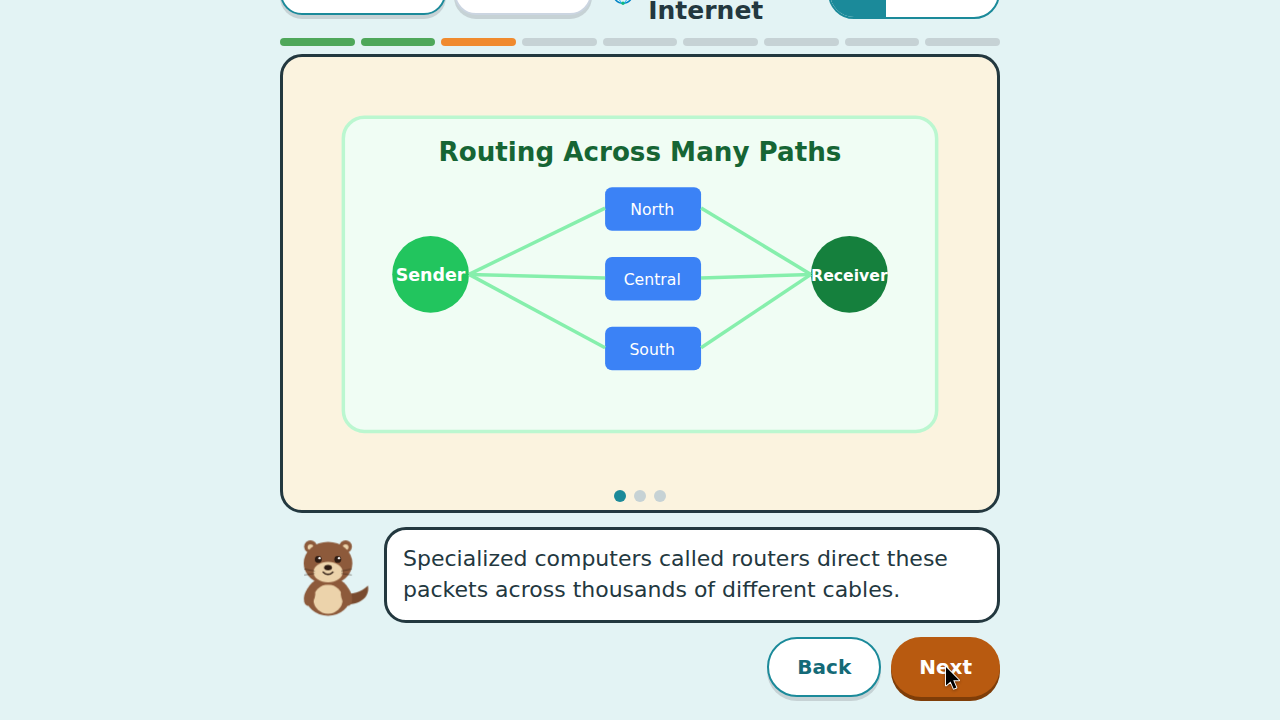 Internet
Routing Across Many Paths
North
Sender
Central
Receiver
South
Specialized computers called routers direct these
packets across thousands of different cables.
Back
Next